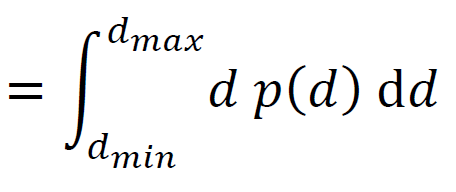 = ∫_{d_{min}}^{d_{max}} d p(d) dd